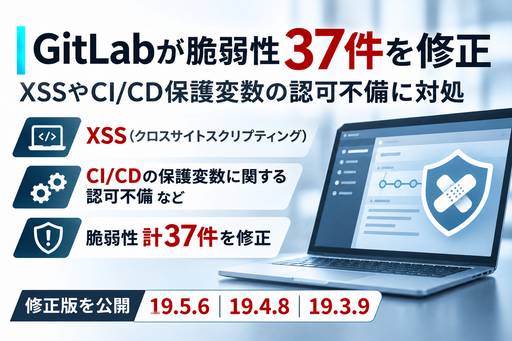 GitLabが脆弱性 37件を修正
XSSやCI/CD保護変数の認可不備に対処
</>
XSS（クロスサイトスクリプティング）
CI/CDの保護変数に関する
認可不備 など
脆弱性 計37件を修正
修正版を公開 19.5.6 | 19.4.8 | 19.3.9